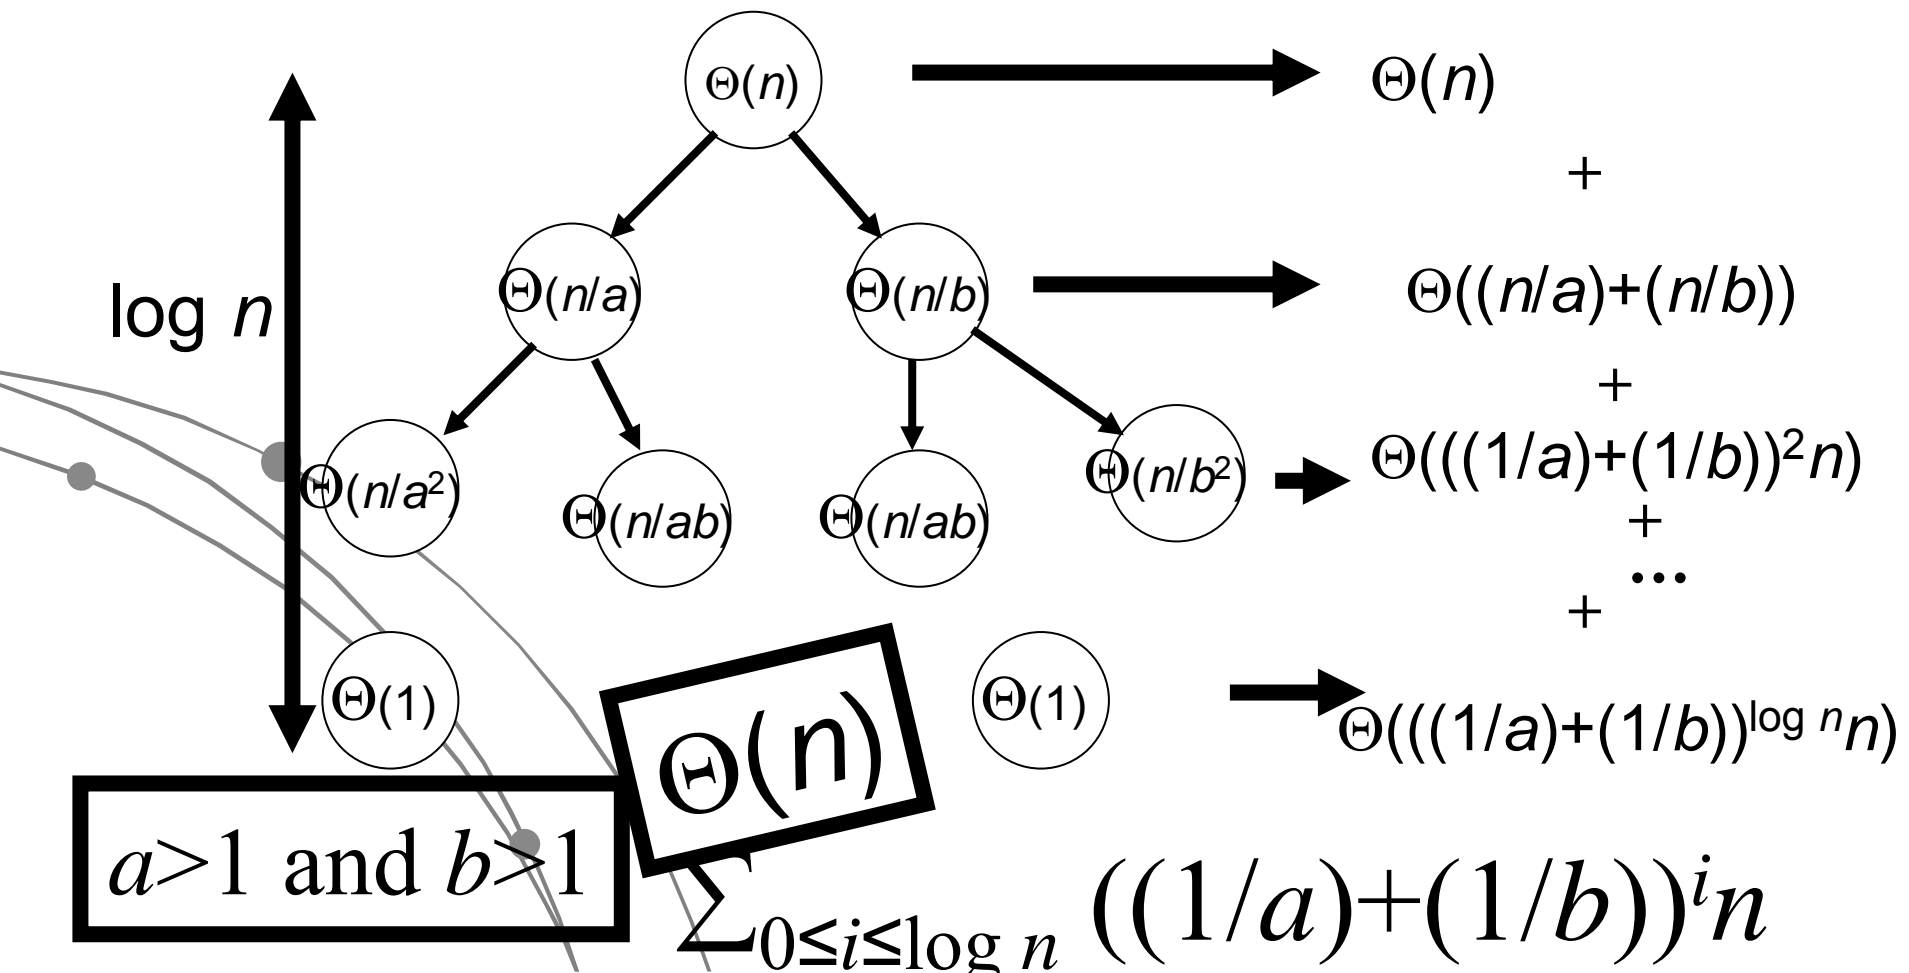 Θ(n) Θ(n)
+
log n Θ(n/a) Θ(n/b) Θ((n/a)+(n/b))
+
Θ(n/a²) Θ(n/ab) Θ(n/ab) Θ(n/b²) Θ(((1/a)+(1/b))²n)
+
...
+
Θ(1) Θ(1) Θ(((1/a)+(1/b))^log n n)
Θ(n)
a>1 and b>1
∑0≤i≤log n ((1/a)+(1/b))ⁱn